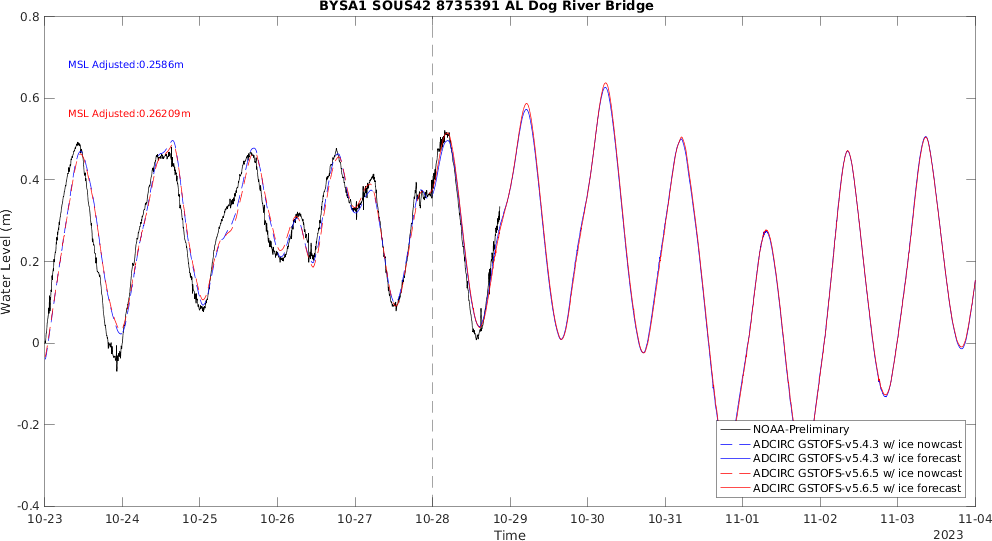 BYSA1 SOUS42 8735391 AL Dog River Bridge
MSL Adjusted:0.2586m
MSL Adjusted:0.26209m
Water Level (m)
0.8
0.6
0.4
0.2
0
-0.2
-0.4
NOAA-Preliminary
ADCIRC GSTOFS-v5.4.3 w/ ice nowcast
ADCIRC GSTOFS-v5.4.3 w/ ice forecast
ADCIRC GSTOFS-v5.6.5 w/ ice nowcast
ADCIRC GSTOFS-v5.6.5 w/ ice forecast
10-23 10-24 10-25 10-26 10-27 10-28 10-29 10-30 10-31 11-01 11-02 11-03 11-04
Time
2023